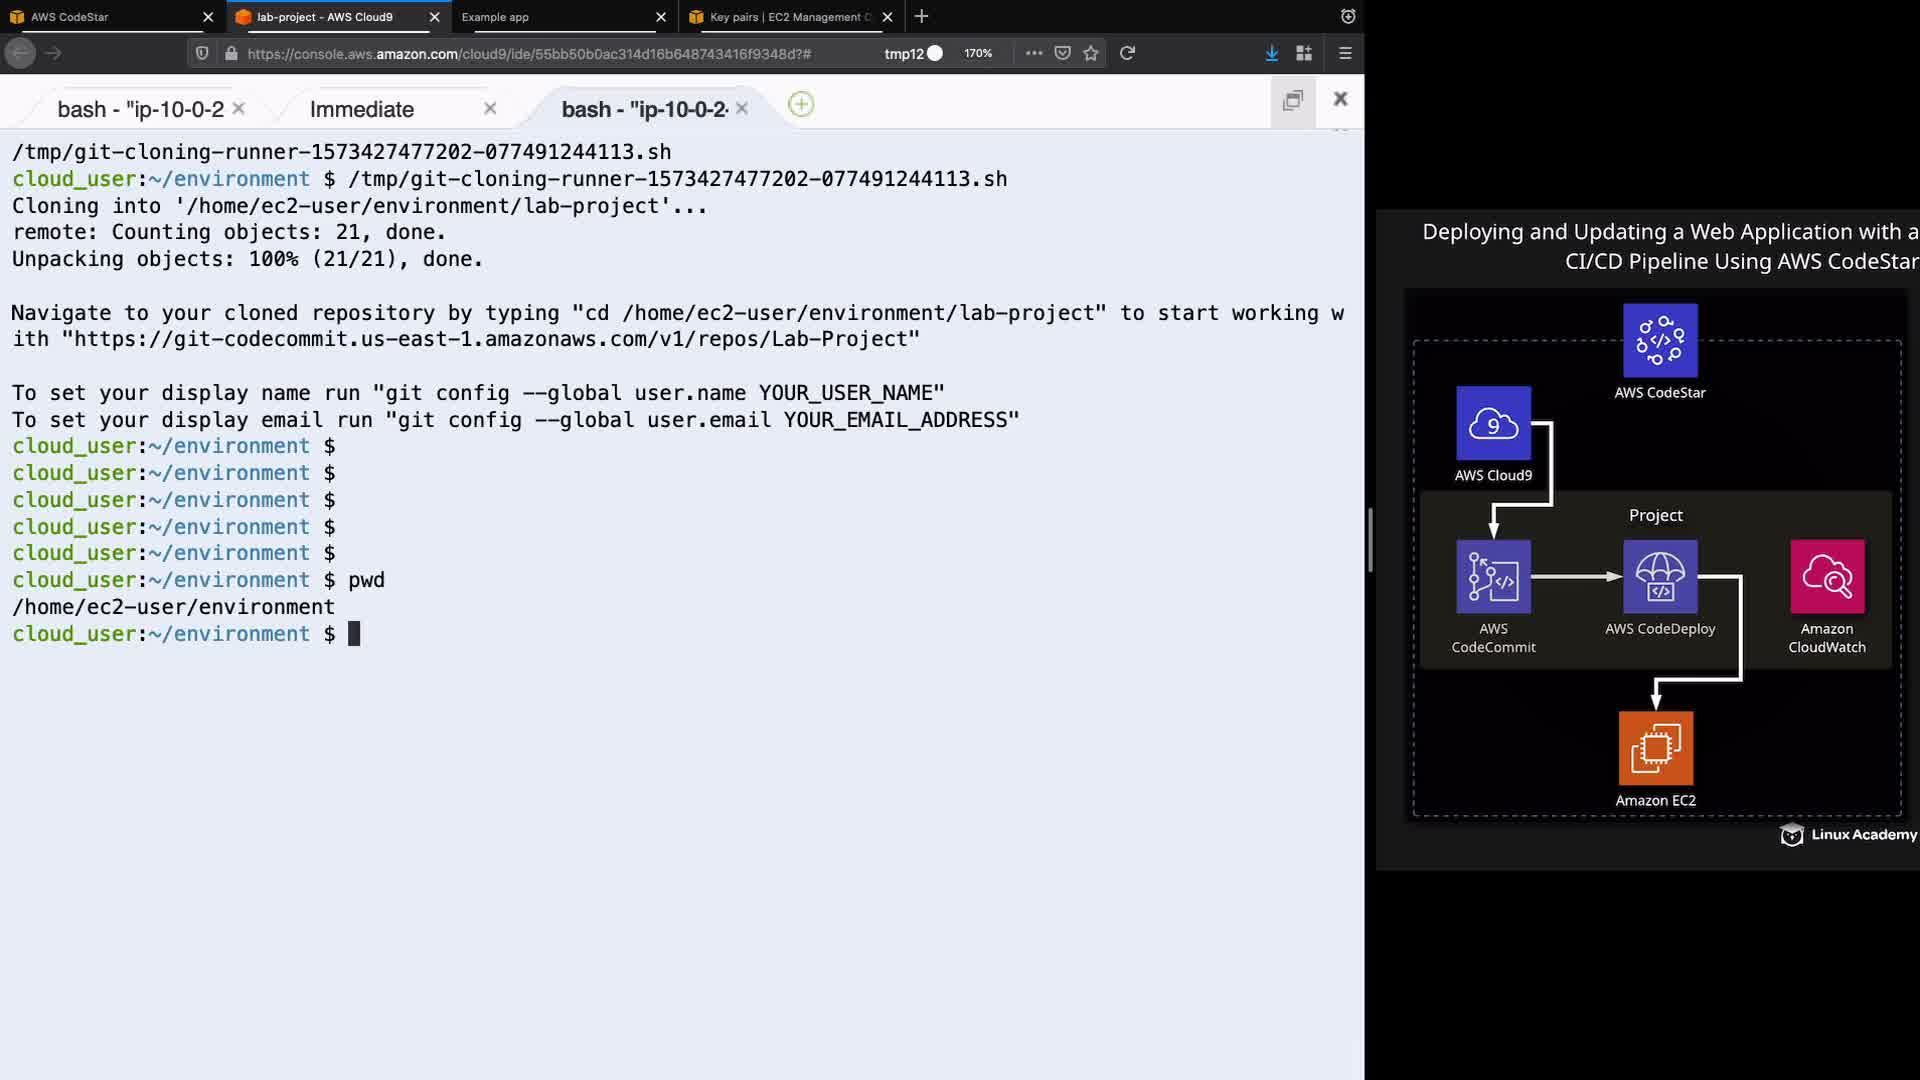 AWS CodeStar
lab-project - AWS Cloud9
Example app
Key pairs | EC2 Management C
https://console.aws.amazon.com/cloud9/ide/55bb50b0ac314d16b648743416f9348d?#
tmp12
170%
bash - "ip-10-0-2
Immediate
bash - "ip-10-0-2-
/tmp/git-cloning-runner-1573427477202-077491244113.sh
cloud_user:~/environment $ /tmp/git-cloning-runner-1573427477202-077491244113.sh
Cloning into '/home/ec2-user/environment/lab-project'...
remote: Counting objects: 21, done.
Unpacking objects: 100% (21/21), done.
Navigate to your cloned repository by typing "cd /home/ec2-user/environment/lab-project" to start working w
ith "https://git-codecommit.us-east-1.amazonaws.com/v1/repos/Lab-Project"
To set your display name run "git config --global user.name YOUR_USER_NAME"
To set your display email run "git config --global user.email YOUR_EMAIL_ADDRESS"
cloud_user:~/environment $
cloud_user:~/environment $
cloud_user:~/environment $
cloud_user:~/environment $
cloud_user:~/environment $
cloud_user:~/environment $ pwd
/home/ec2-user/environment
cloud_user:~/environment $
Deploying and Updating a Web Application with a
CI/CD Pipeline Using AWS CodeStar
AWS CodeStar
9
AWS Cloud9
Project
AWS
CodeCommit
AWS CodeDeploy
Amazon
CloudWatch
Amazon EC2
Linux Academy